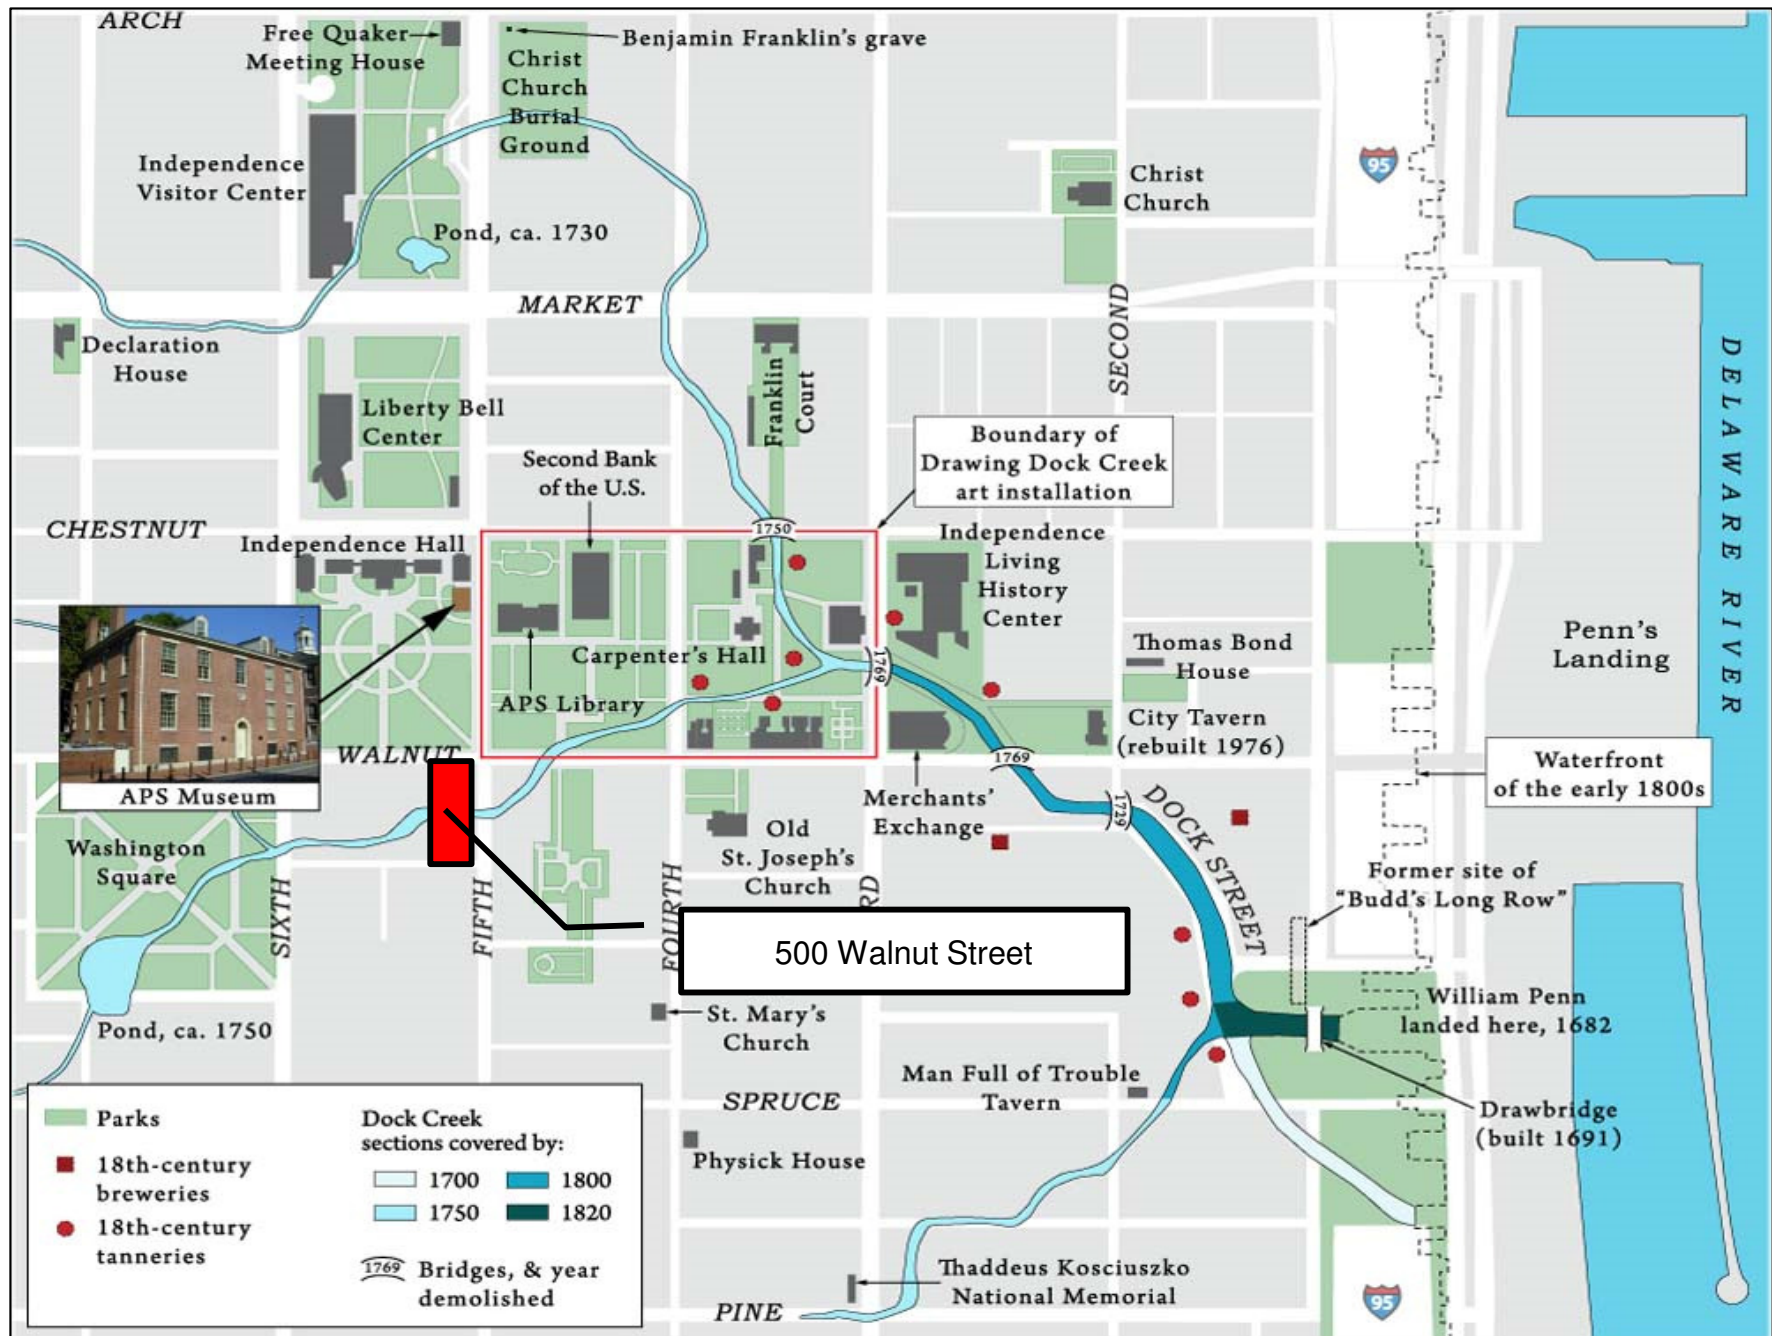 ARCH
Free Quaker
Meeting House
Benjamin Franklin's grave
Christ
Church
Burial
Ground
Independence
Visitor Center
Pond, ca. 1730
Christ
Church
95
MARKET
SECOND
Declaration
House
Liberty Bell
Center
Franklin
Court
DELAWARE RIVER
Boundary of
Drawing Dock Creek
art installation
Second Bank
of the U.S.
CHESTNUT
Independence Hall
1750
Independence
Living
History
Center
Carpenter's Hall
APS Library
1769
Thomas Bond
House
Penn's
Landing
City Tavern
(rebuilt 1976)
WALNUT
1769
APS Museum
Waterfront
of the early 1800s
Merchants'
Exchange
1729
DOCK STREET
Washington
Square
Old
St. Joseph's
Church
Former site of
"Budd's Long Row"
SIXTH
FIFTH
FOURTH
RD
500 Walnut Street
Pond, ca. 1750
St. Mary's
Church
William Penn
landed here, 1682
Man Full of Trouble
Tavern
SPRUCE
Drawbridge
(built 1691)
Physick House
Thaddeus Kosciuszko
National Memorial
PINE
95
Parks
18th-century
breweries
18th-century
tanneries
Dock Creek
sections covered by:
1700
1800
1750
1820
1769
Bridges, & year
demolished